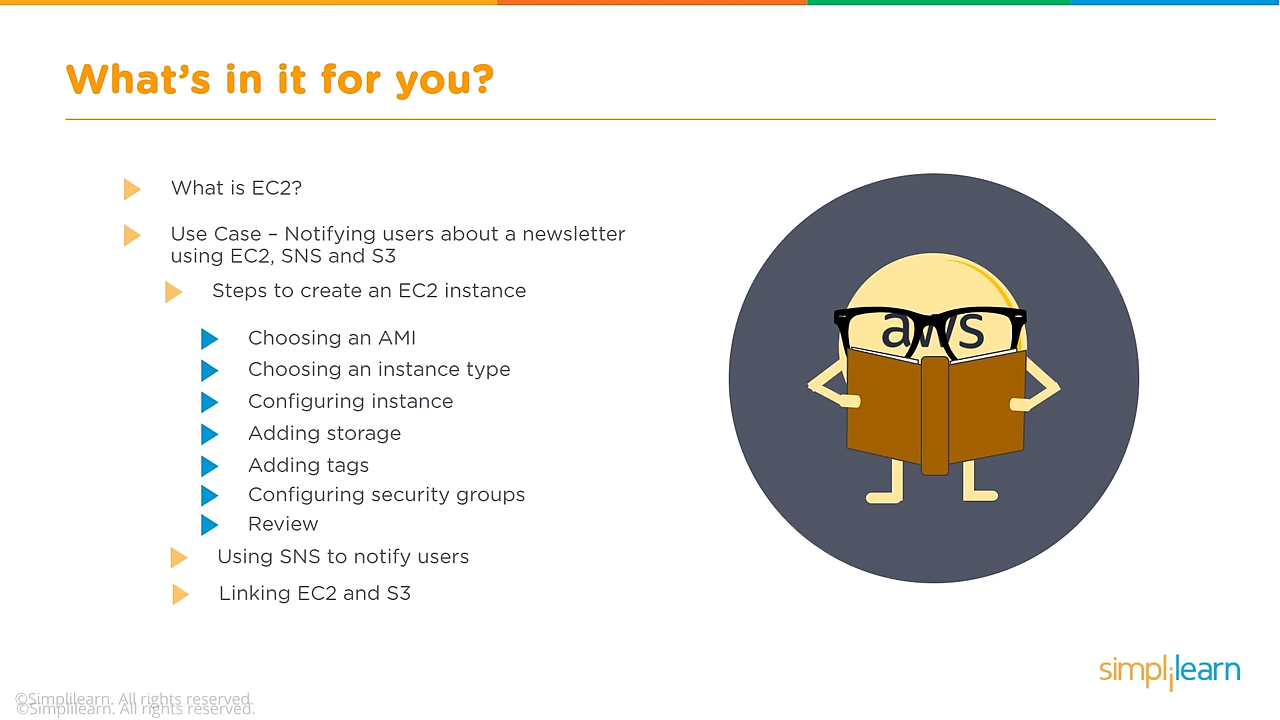 What's in it for you?
What is EC2?
Use Case – Notifying users about a newsletter
using EC2, SNS and S3
Steps to create an EC2 instance
Choosing an AMI
Choosing an instance type
Configuring instance
Adding storage
Adding tags
Configuring security groups
Review
Using SNS to notify users
Linking EC2 and S3
aws
simplilearn
©Simplilearn. All rights reserved.
©Simplilearn. All rights reserved.